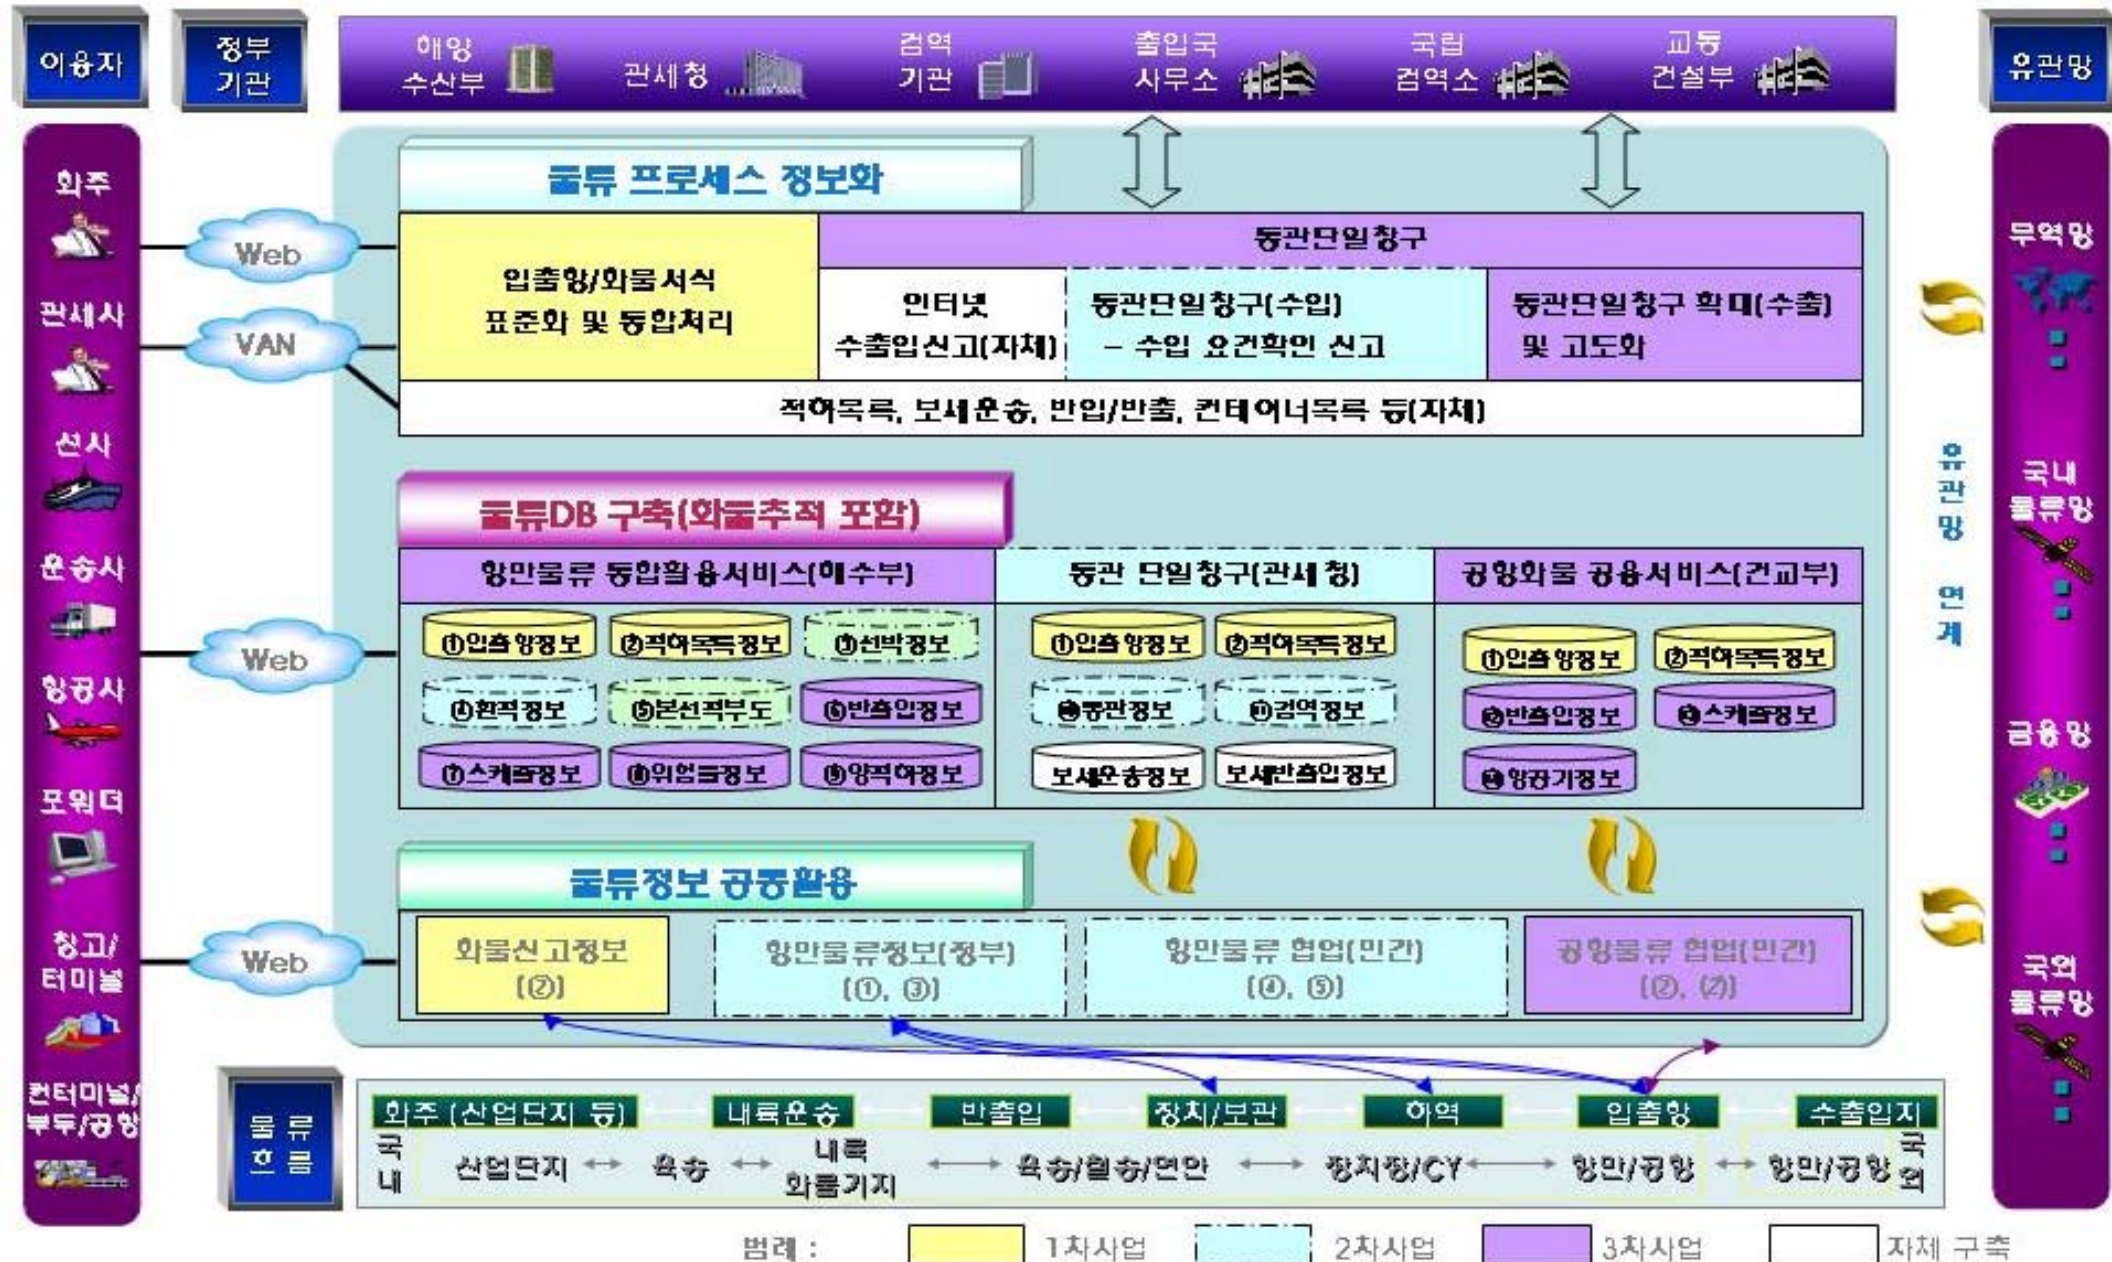 이용자
정부
기관
해양
수산부
관세청
검역
기관
출입국
사무소
국립
검역소
교통
건설부
유관망
화주
관세사
선사
운송사
항공사
포워더
창고/
터미널
컨터미널/
부두/공항
Web
VAN
Web
Web
물류 프로세스 정보화
입출항/화물서식
표준화 및 통합처리
통관단일창구
인터넷
수출입신고(자체)
통관단일창구(수입)
– 수입 요건확인 신고
통관단일창구 확대(수출)
및 고도화
적하목록, 보세운송, 반입/반출, 컨테이너목록 등(자체)
물류DB 구축(화물추적 포함)
항만물류 통합활용서비스(해수부)
통관 단일창구(관세청)
공항화물 공용서비스(건교부)
①입출항정보
②적하목록정보
③선박정보
④환적정보
⑤본선적부도
⑥반출입정보
⑦스케쥴정보
⑧위험물정보
⑨양적하정보
①입출항정보
②적하목록정보
⑩통관정보
⑪검역정보
보세운송정보
보세반출입정보
①입출항정보
②적하목록정보
반출입정보
스케쥴정보
항공기정보
물류정보 공동활용
화물신고정보
(②)
항만물류정보(정부)
(①, ③)
항만물류 협업(민간)
(④, ⑤)
공항물류 협업(민간)
유관망 연계
무역망
국내
물류망
금융망
국외
물류망
물류
흐름
화주 (산업단지 등)
내륙운송
반출입
장치/보관
하역
입출항
수출입지
국내
산업단지
육송
내륙
화물기지
육송/철송/연안
장치장/CY
항만/공항
항만/공항
국외
범례 :
1차사업
2차사업
3차사업
자체 구축